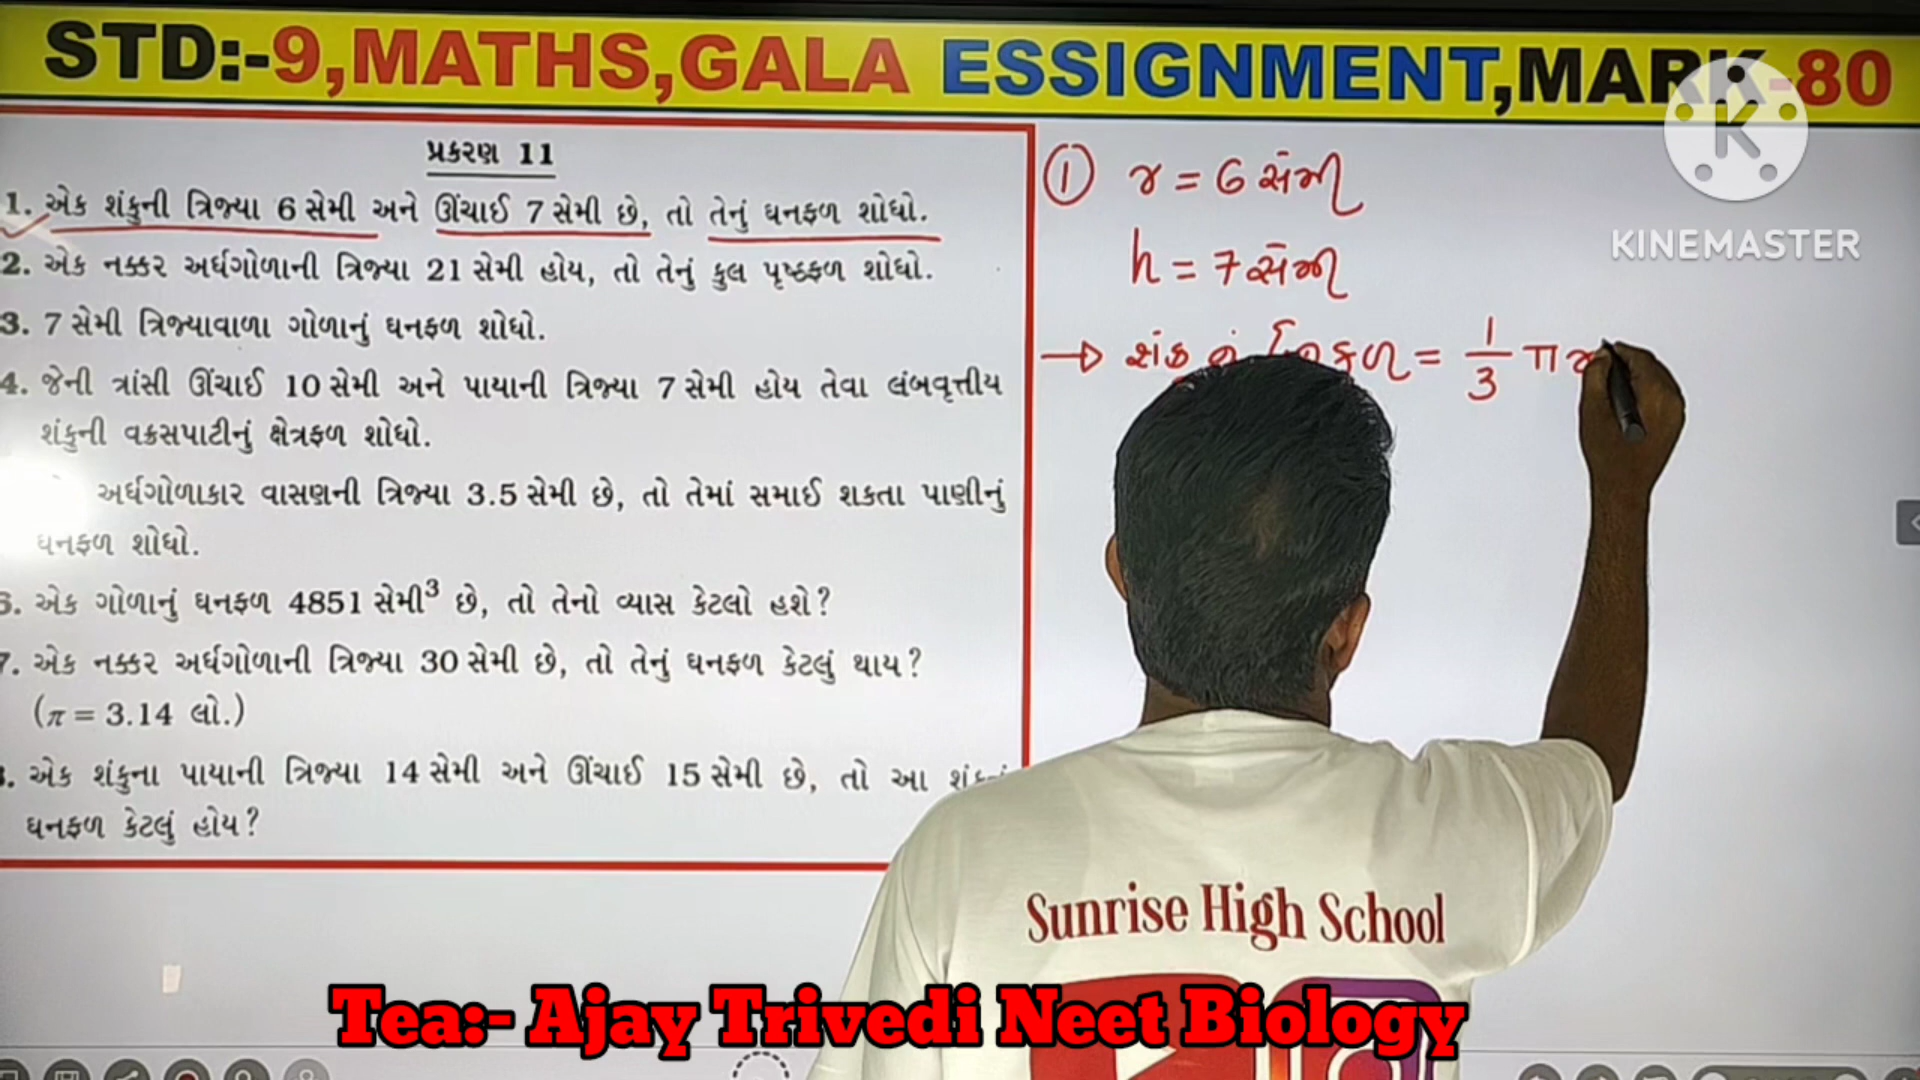 STD:-9,MATHS,GALA ESSIGNMENT,MARK-80
KINEMASTER
પ્રકરણ 11
1. એક શંકુની ત્રિજ્યા 6 સેમી અને ઊંચાઈ 7 સેમી છે, તો તેનું ઘનફળ શોધો.
2. એક નક્કર અર્ધગોળાની ત્રિજ્યા 21 સેમી હોય, તો તેનું કુલ પૃષ્ઠફળ શોધો.
3. 7 સેમી ત્રિજ્યાવાળા ગોળાનું ઘનફળ શોધો.
4. જેની ત્રાંસી ઊંચાઈ 10 સેમી અને પાયાની ત્રિજ્યા 7 સેમી હોય તેવા લંબવૃત્તીય
શંકુની વક્રસપાટીનું ક્ષેત્રફળ શોધો.
અર્ધગોળાકાર વાસણની ત્રિજ્યા 3.5 સેમી છે, તો તેમાં સમાઈ શકતા પાણીનું
ઘનફળ શોધો.
6. એક ગોળાનું ઘનફળ 4851 સેમી³ છે, તો તેનો વ્યાસ કેટલો હશે?
7. એક નક્કર અર્ધગોળાની ત્રિજ્યા 30 સેમી છે, તો તેનું ઘનફળ કેટલું થાય?
(π = 3.14 લો.)
એક શંકુના પાયાની ત્રિજ્યા 14 સેમી અને ઊંચાઈ 15 સેમી છે, તો આ
ઘનફળ કેટલું હોય?
① r = 6 સેમી
h = 7 સેમી
= 1/3 πr
Sunrise High School
Tea:- Ajay Trivedi Neet Biology